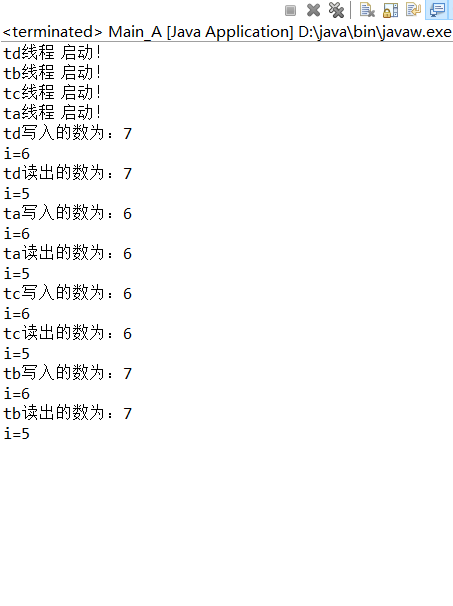 <terminated> Main_A [Java Application] D:\java\bin\javaw.exe
td线程 启动！
tb线程 启动！
tc线程 启动！
ta线程 启动！
td写入的数为：7
i=6
td读出的数为：7
i=5
ta写入的数为：6
i=6
ta读出的数为：6
i=5
tc写入的数为：6
i=6
tc读出的数为：6
i=5
tb写入的数为：7
i=6
tb读出的数为：7
i=5